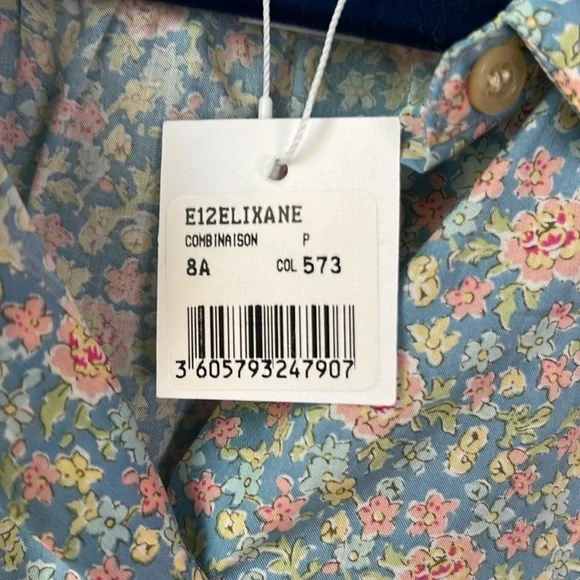 E12ELIXANE
COMBINAISON P
8A COL 573
3 605793 247907